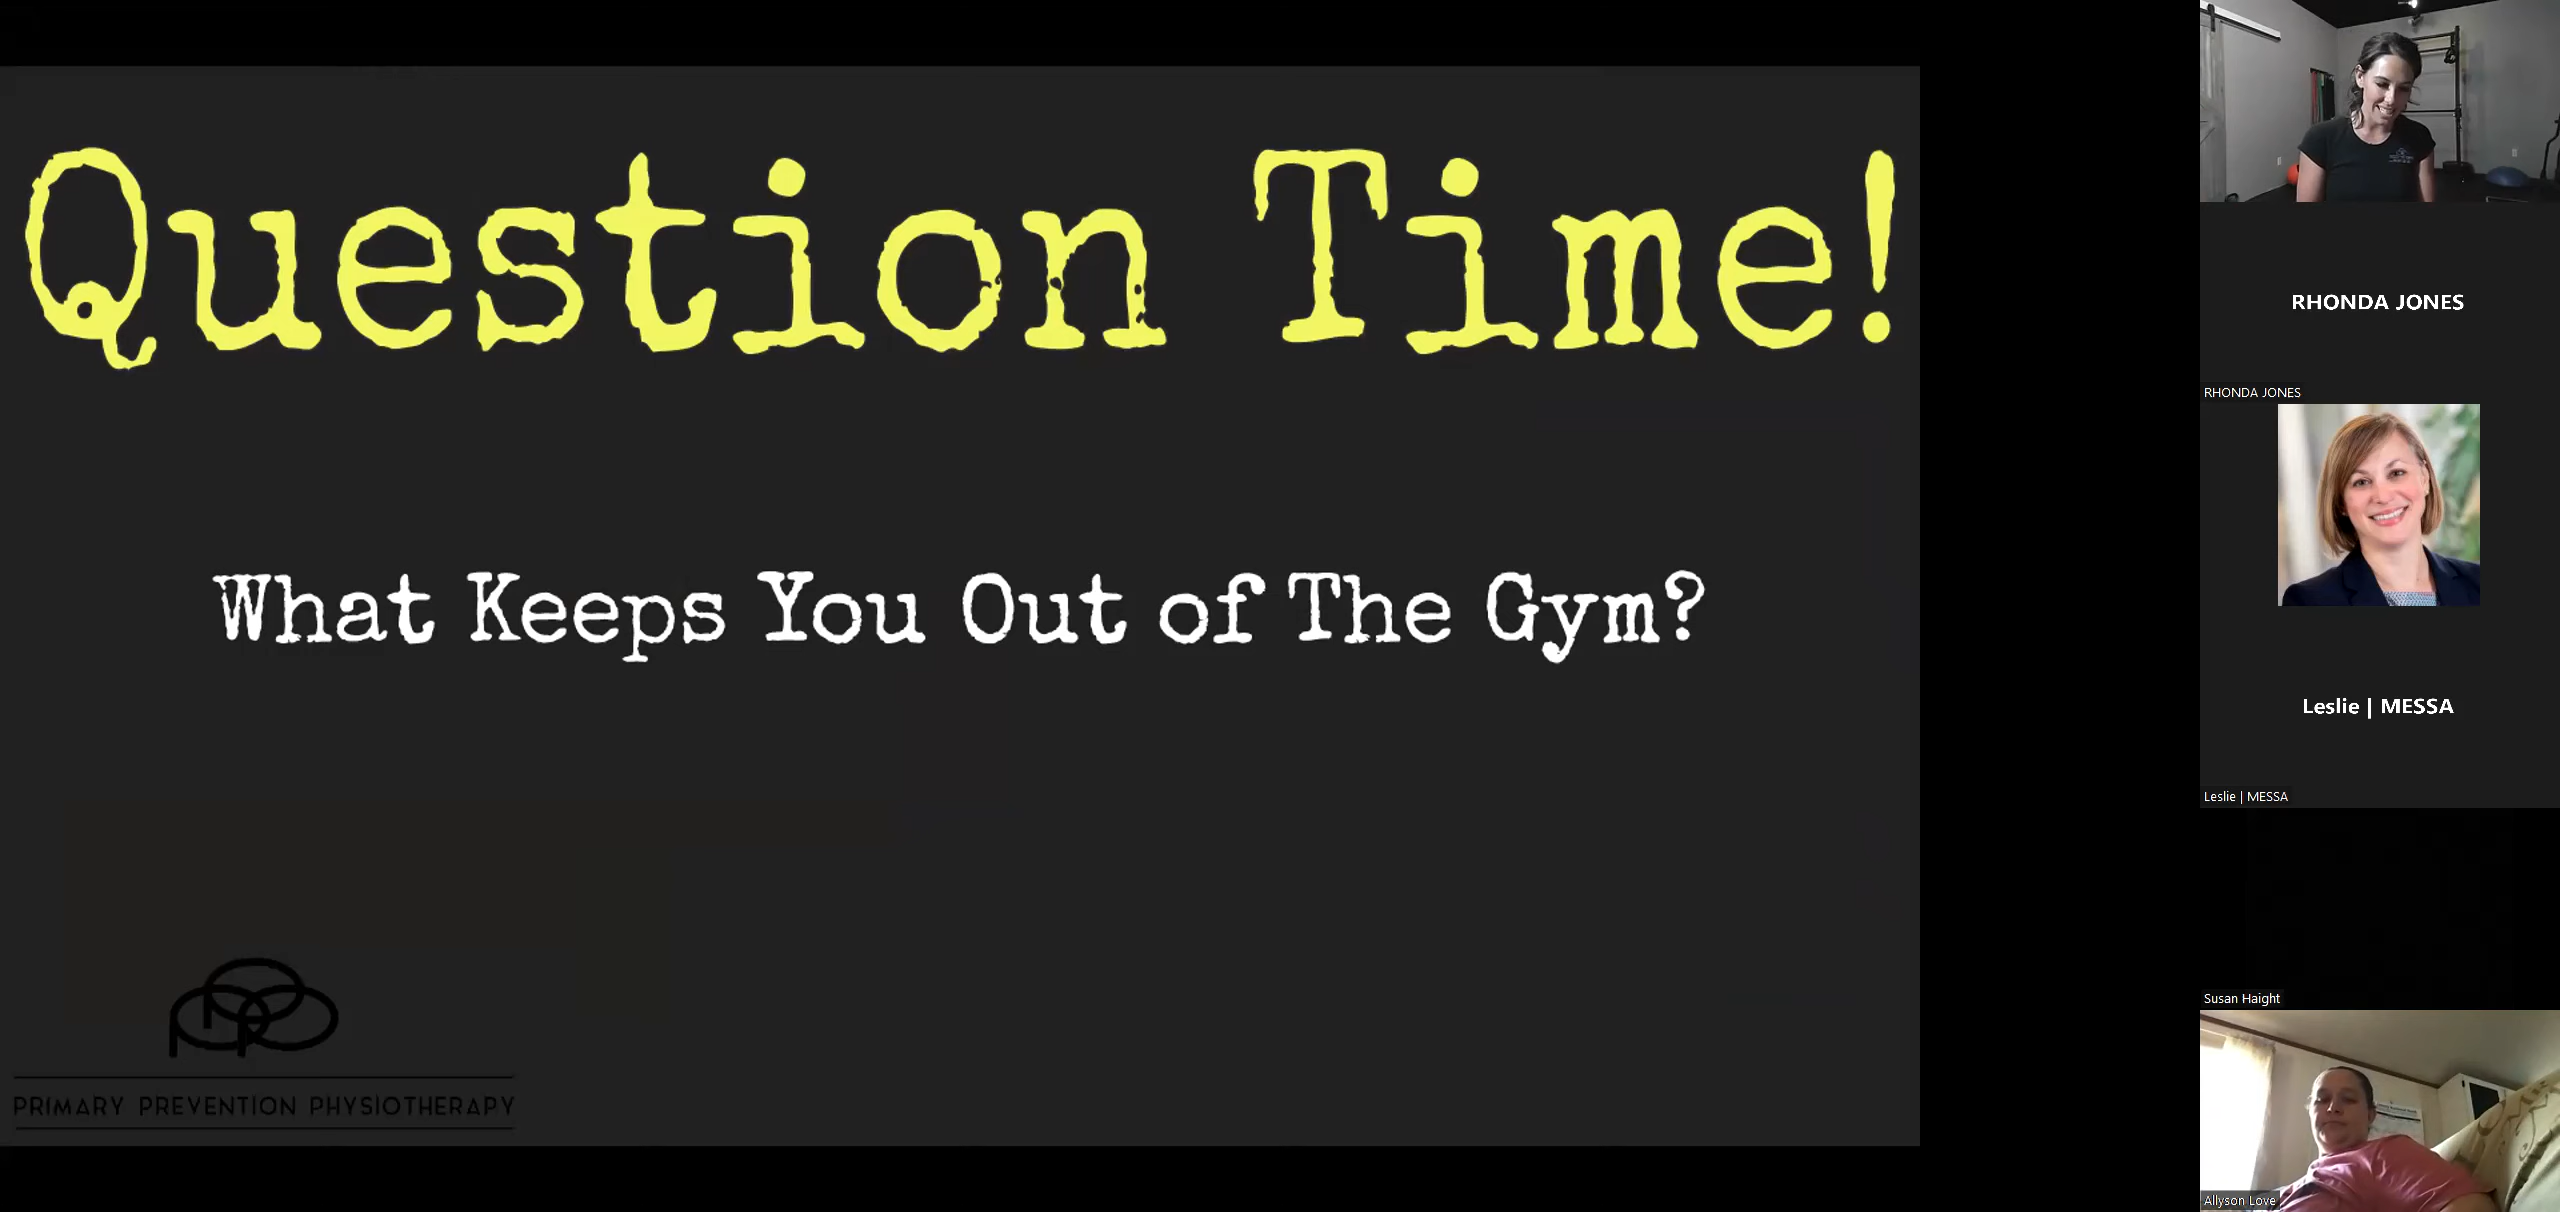 Question Time!
What Keeps You Out of The Gym?
PRIMARY PREVENTION PHYSIOTHERAPY
RHONDA JONES
RHONDA JONES
Leslie | MESSA
Leslie | MESSA
Susan Haight
Allyson Love